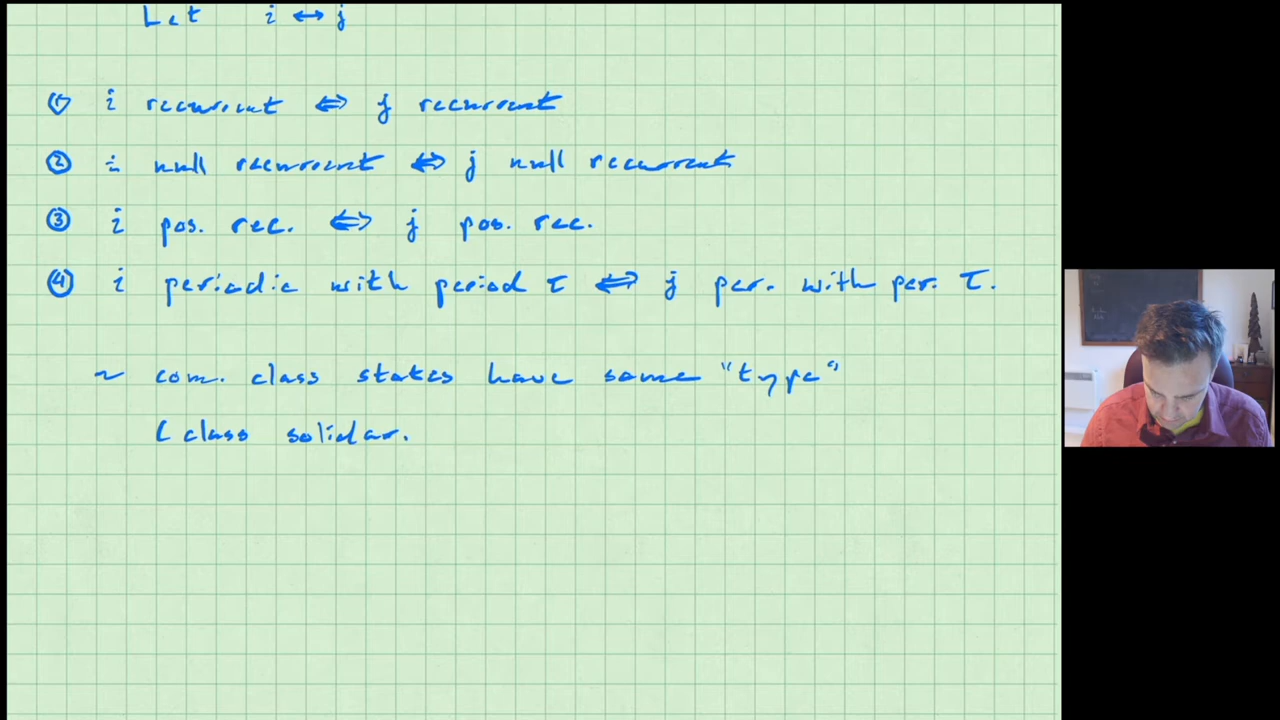 Let i ↔ j
① i recurrent ⇔ j recurrent
② i null recurrent ⇔ j null recurrent
③ i pos. rec. ⇔ j pos. rec.
④ i periodic with period τ ⇔ j per. with per. τ.
~ com. class states have same "type"
(class solidar.